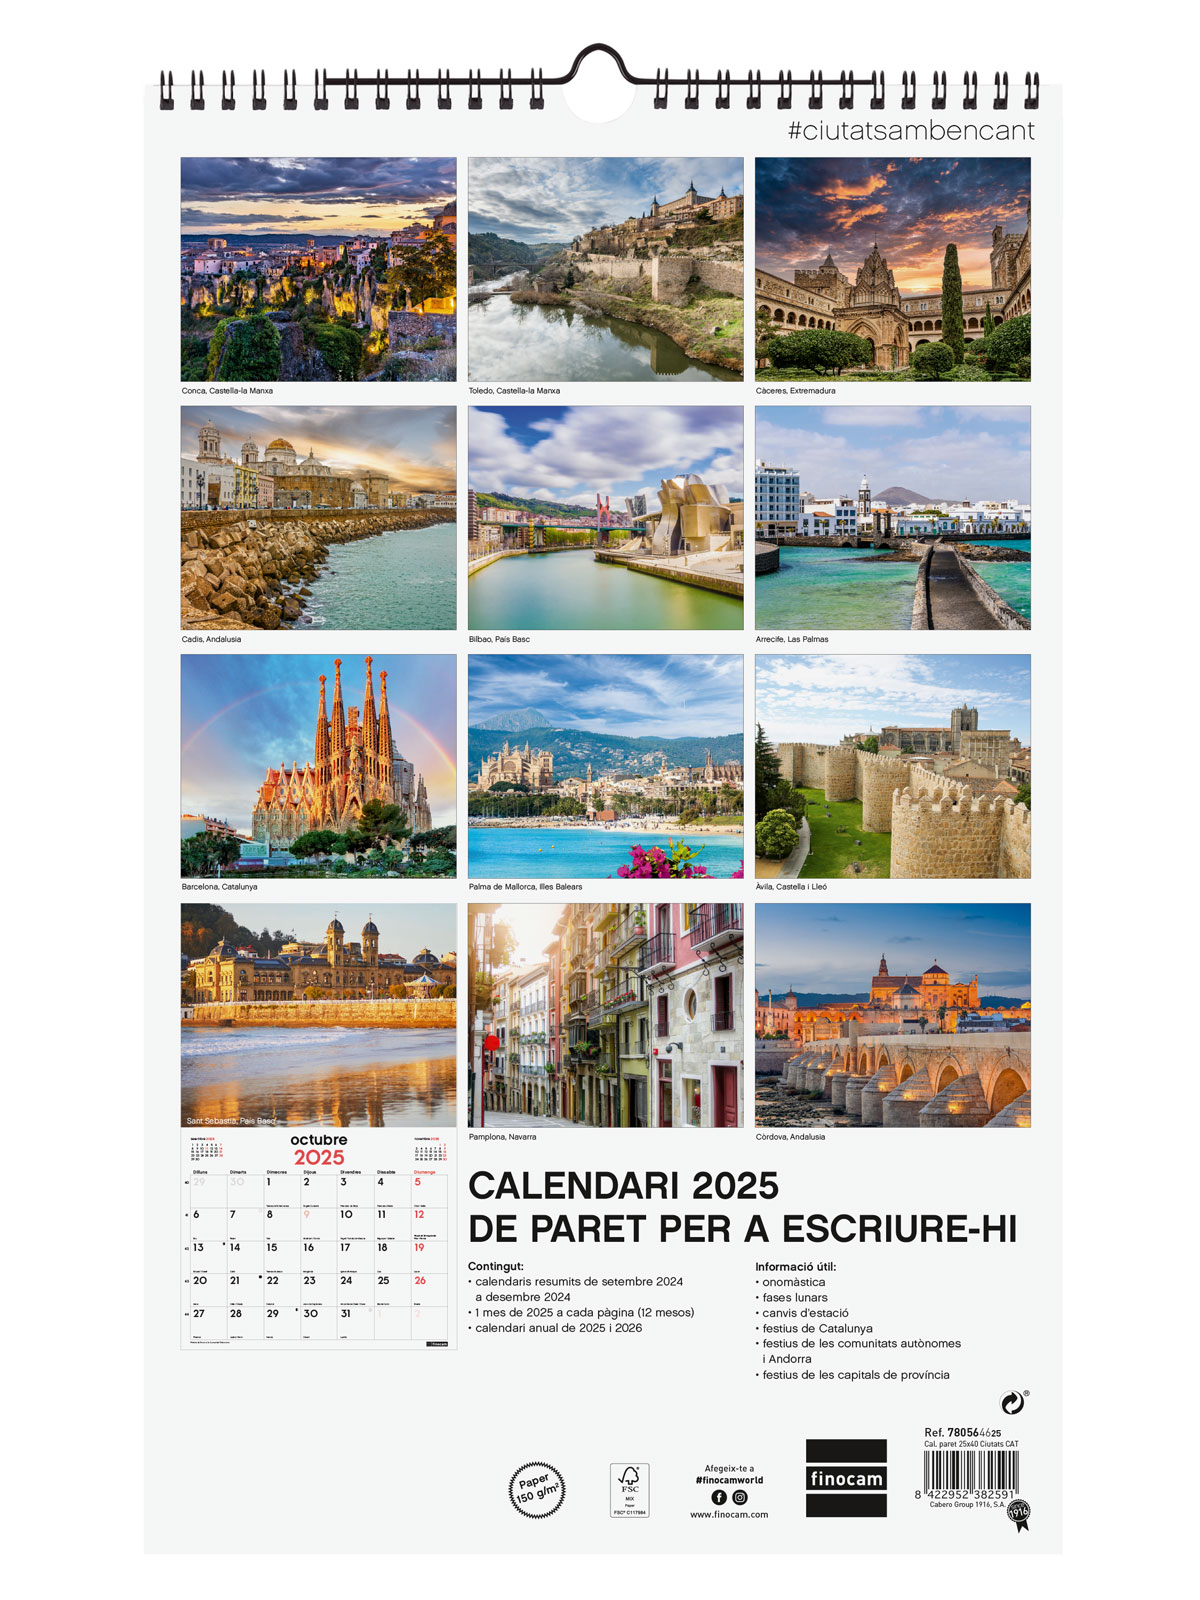 #ciutatsambencant
Conca, Castella-la Manxa
Toledo, Castella-la Manxa
Càceres, Extremadura
Cadis, Andalusia
Bilbao, País Basc
Arrecife, Las Palmas
Barcelona, Catalunya
Palma de Mallorca, Illes Balears
Àvila, Castella i Lleó
Sant Sebastià, País Basc
Pamplona, Navarra
Còrdova, Andalusia
octubre
2025
Dilluns Dimarts Dimecres Dijous Divendres Dissabte Diumenge
40 29 30 1 2 3 4 5
41 6 7 8 9 10 11 12
42 13 14 15 16 17 18 19
43 20 21 22 23 24 25 26
44 27 28 29 30 31 1 2
finocam
CALENDARI 2025
DE PARET PER A ESCRIURE-HI
Contingut:
• calendaris resumits de setembre 2024
a desembre 2024
• 1 mes de 2025 a cada pàgina (12 mesos)
• calendari anual de 2025 i 2026
Informació útil:
• onomàstica
• fases lunars
• canvis d'estació
• festius de Catalunya
• festius de les comunitats autònomes
i Andorra
• festius de les capitals de província
®
Paper
150 g/m²
FSC
MIX
Paper
FSC® C117984
Afegeix-te a
#finocamworld
www.finocam.com
finocam
Ref. 780564625
Cal. paret 25x40 Ciutats CAT
8 422952 382591
Cabero Group 1916, S.A.
1916